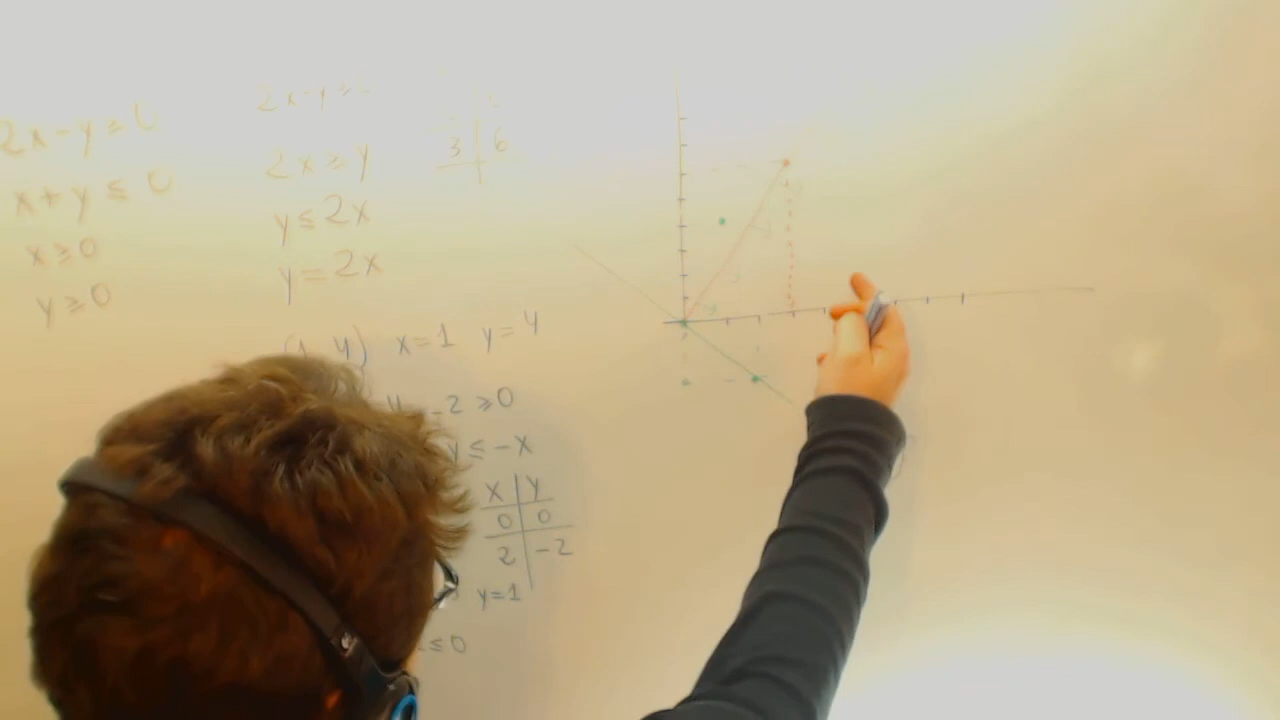 2x-y≥0
x+y≤0
x≥0
y≥0
2x-y≥
2x≥y
y≤2x
y=2x
3 | 6
x=1 y=4
-2≥0
y≤-x
x | y
0 | 0
2 | -2
y=1
≤0